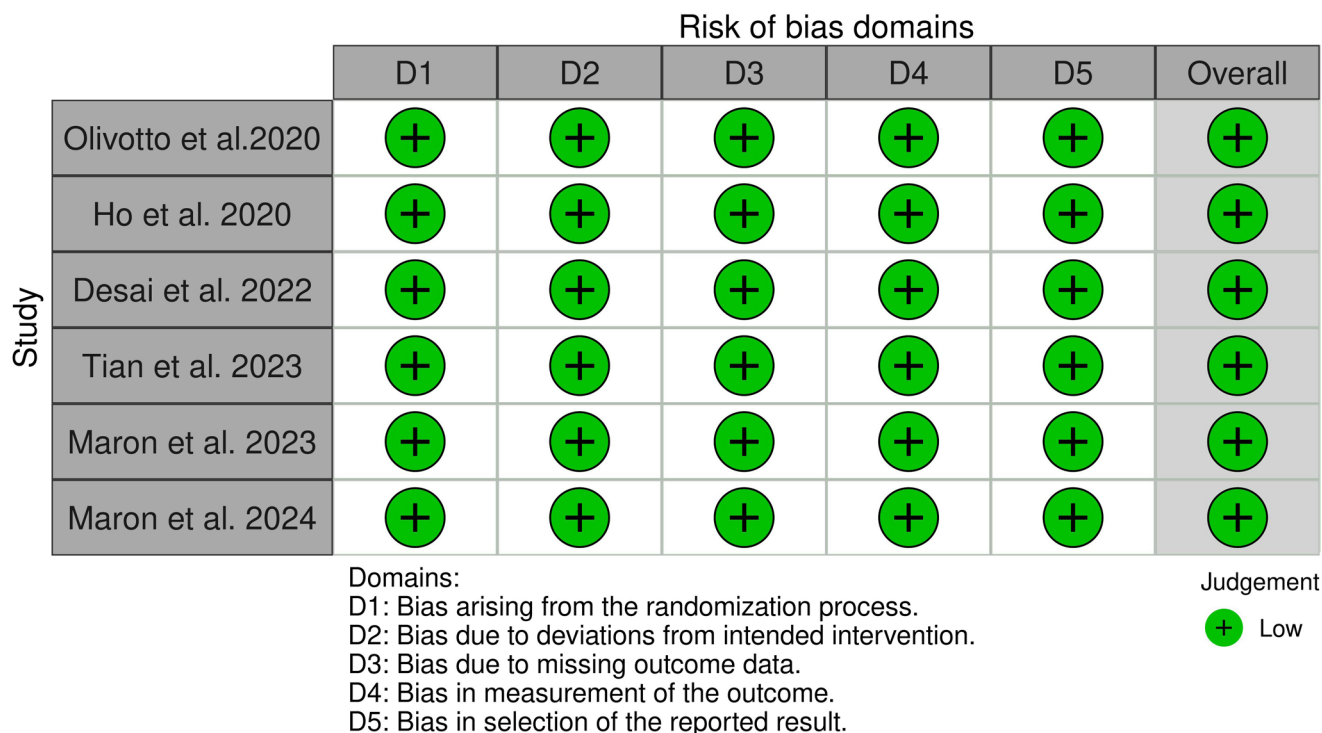 Risk of bias domains
D1 D2 D3 D4 D5 Overall
Study
Olivotto et al.2020 + + + + + +
Ho et al. 2020 + + + + + +
Desai et al. 2022 + + + + + +
Tian et al. 2023 + + + + + +
Maron et al. 2023 + + + + + +
Maron et al. 2024 + + + + + +
Domains:
D1: Bias arising from the randomization process.
D2: Bias due to deviations from intended intervention.
D3: Bias due to missing outcome data.
D4: Bias in measurement of the outcome.
D5: Bias in selection of the reported result.
Judgement
+ Low